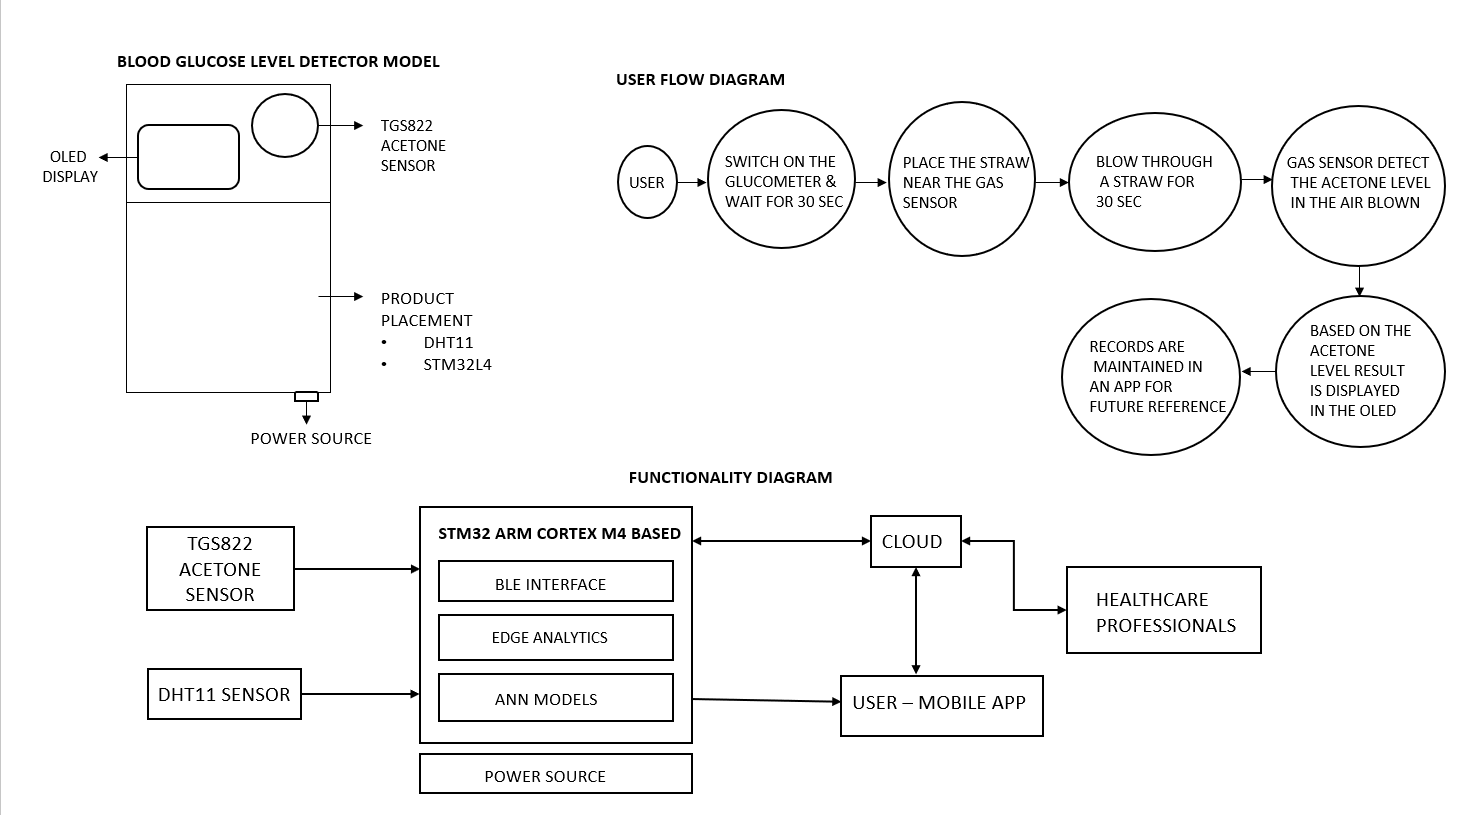 BLOOD GLUCOSE LEVEL DETECTOR MODEL
TGS822
ACETONE
SENSOR
OLED
DISPLAY
PRODUCT
PLACEMENT
• DHT11
• STM32L4
POWER SOURCE
USER FLOW DIAGRAM
USER
SWITCH ON THE
GLUCOMETER &
WAIT FOR 30 SEC
PLACE THE STRAW
NEAR THE GAS
SENSOR
BLOW THROUGH
A STRAW FOR
30 SEC
GAS SENSOR DETECT
THE ACETONE LEVEL
IN THE AIR BLOWN
BASED ON THE
ACETONE
LEVEL RESULT
IS DISPLAYED
IN THE OLED
RECORDS ARE
MAINTAINED IN
AN APP FOR
FUTURE REFERENCE
FUNCTIONALITY DIAGRAM
TGS822
ACETONE
SENSOR
DHT11 SENSOR
STM32 ARM CORTEX M4 BASED
BLE INTERFACE
EDGE ANALYTICS
ANN MODELS
POWER SOURCE
CLOUD
USER – MOBILE APP
HEALTHCARE
PROFESSIONALS